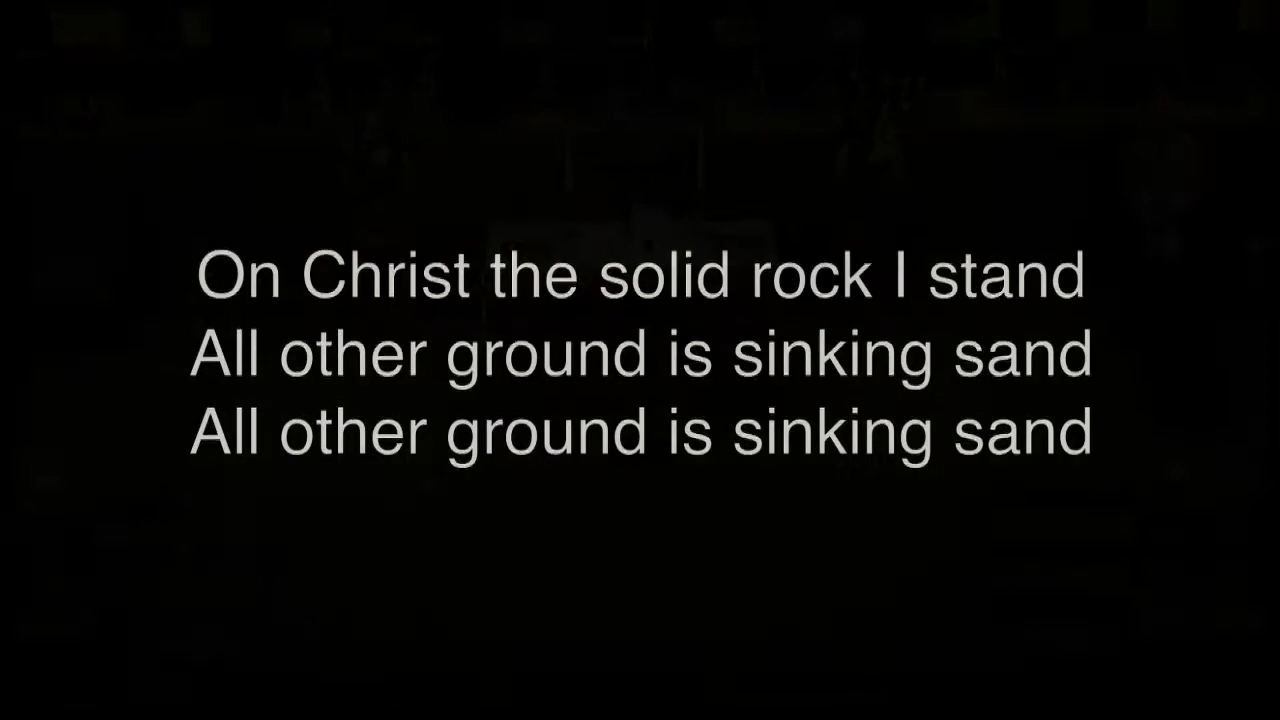 On Christ the solid rock I stand
All other ground is sinking sand
All other ground is sinking sand